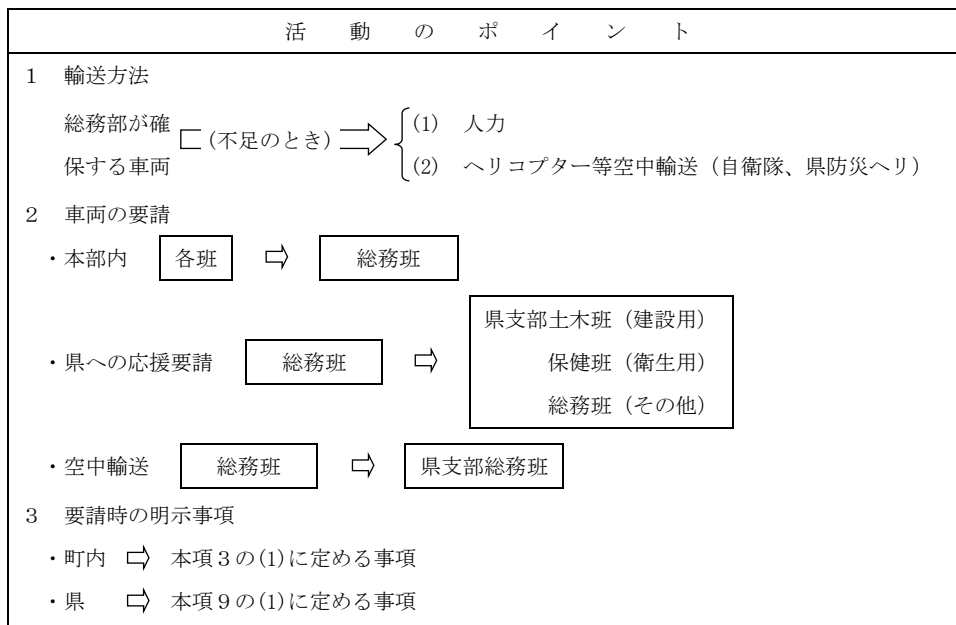 活動のポイント
１ 輸送方法
総務部が確
保する車両
(不足のとき)
(1) 人力
(2) ヘリコプター等空中輸送（自衛隊、県防災ヘリ）
２ 車両の要請
・本部内 各班 ⇨ 総務班
県支部土木班（建設用）
・県への応援要請 総務班 ⇨ 保健班（衛生用）
総務班（その他）
・空中輸送 総務班 ⇨ 県支部総務班
３ 要請時の明示事項
・町内 ⇨ 本項３の(1)に定める事項
・県 ⇨ 本項９の(1)に定める事項